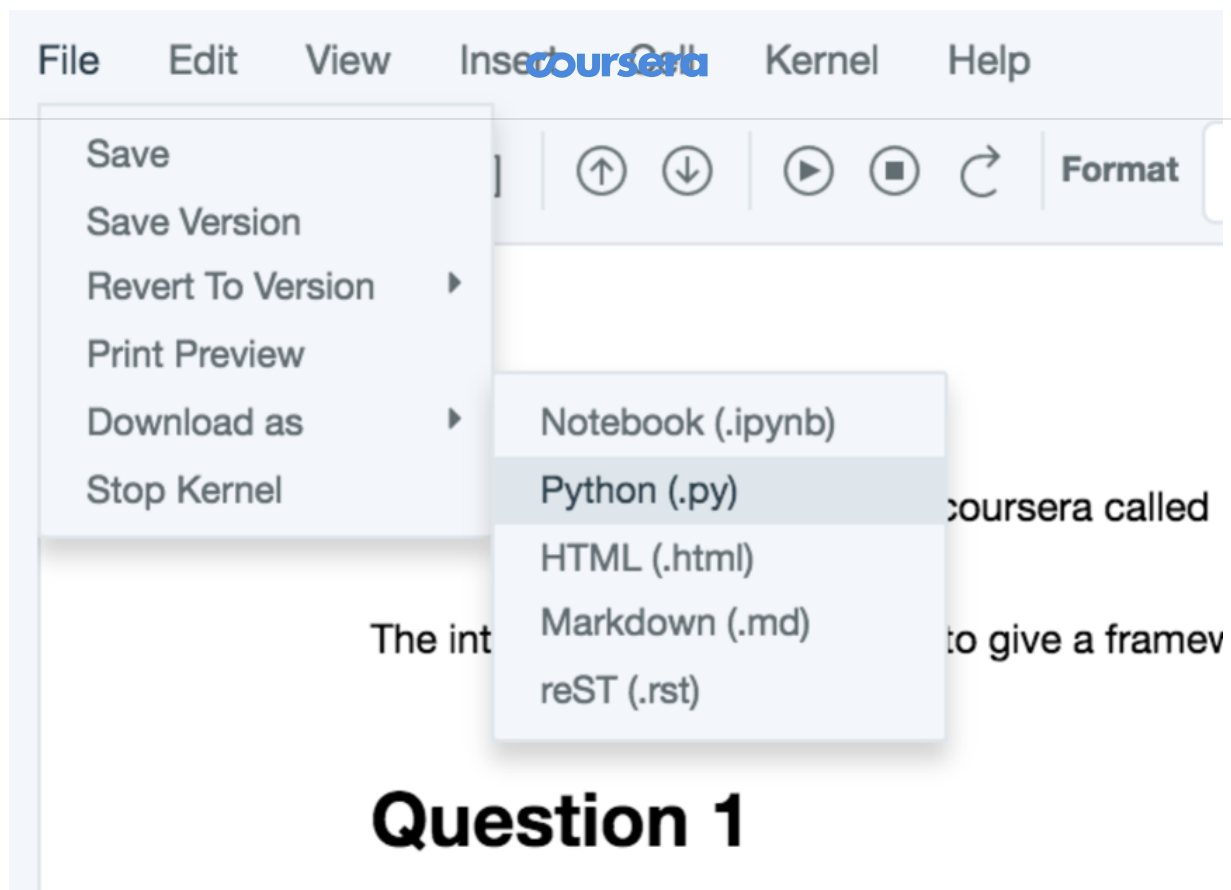 File Edit View Insert Cell Kernel Help
coursera
Save
Save Version
Revert To Version
Print Preview
Download as
Stop Kernel
Format
Notebook (.ipynb)
Python (.py)
HTML (.html)
Markdown (.md)
reST (.rst)
coursera called
The int
to give a framew
Question 1